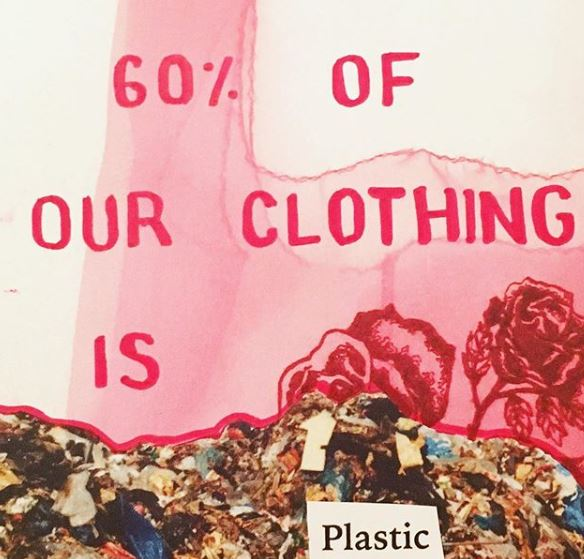 60% OF
OUR CLOTHING
IS
Plastic